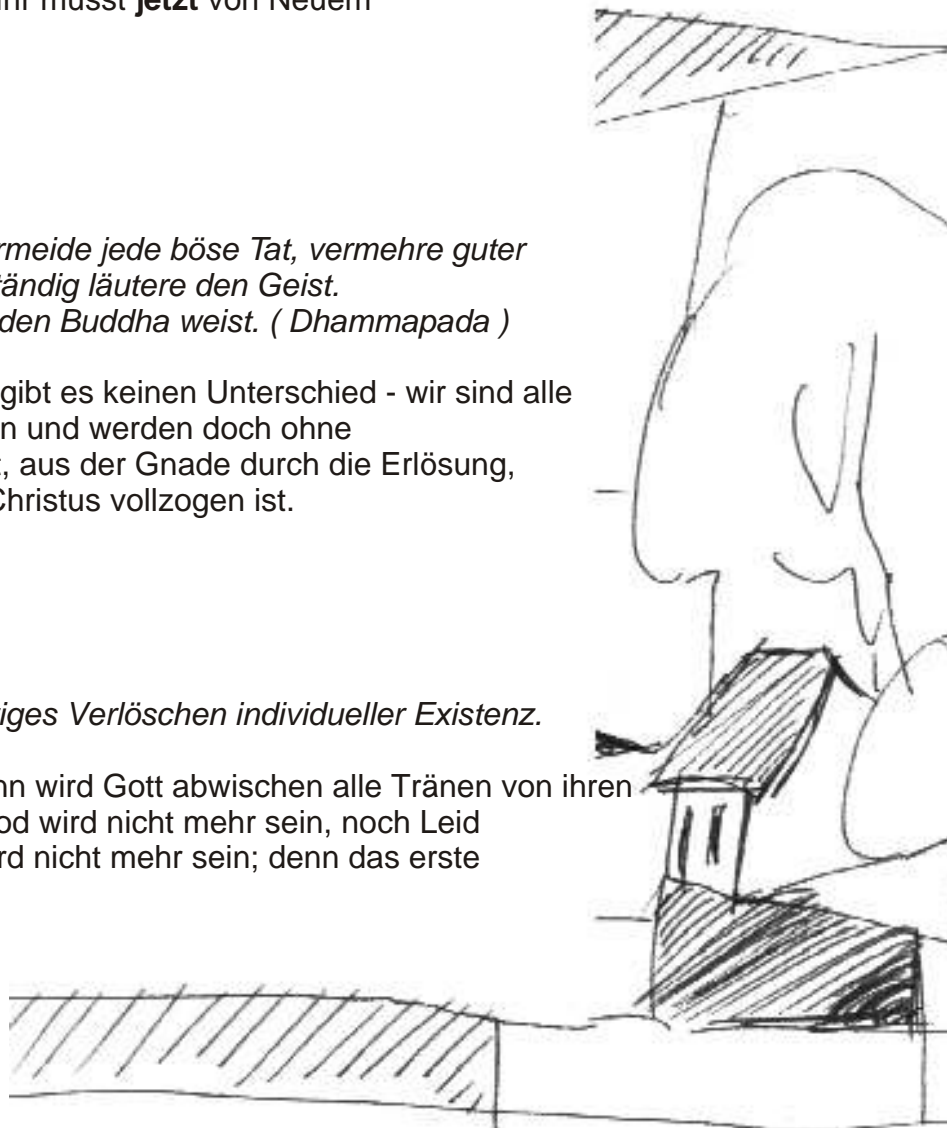 musst jetzt von Neuem
rmeide jede böse Tat, vermehre guter
tändig läutere den Geist.
den Buddha weist. ( Dhammapada )
gibt es keinen Unterschied - wir sind alle
n und werden doch ohne
, aus der Gnade durch die Erlösung,
Christus vollzogen ist.
iges Verlöschen individueller Existenz.
nn wird Gott abwischen alle Tränen von ihren
od wird nicht mehr sein, noch Leid
rd nicht mehr sein; denn das erste